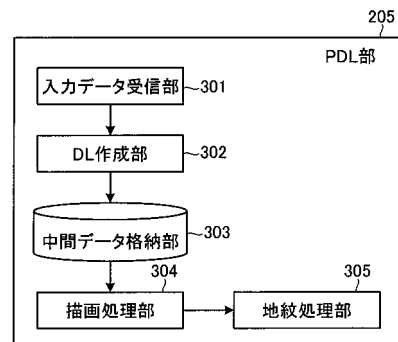 205
PDL部
入力データ受信部
301
DL作成部
302
中間データ格納部
303
304
305
描画処理部
地紋処理部